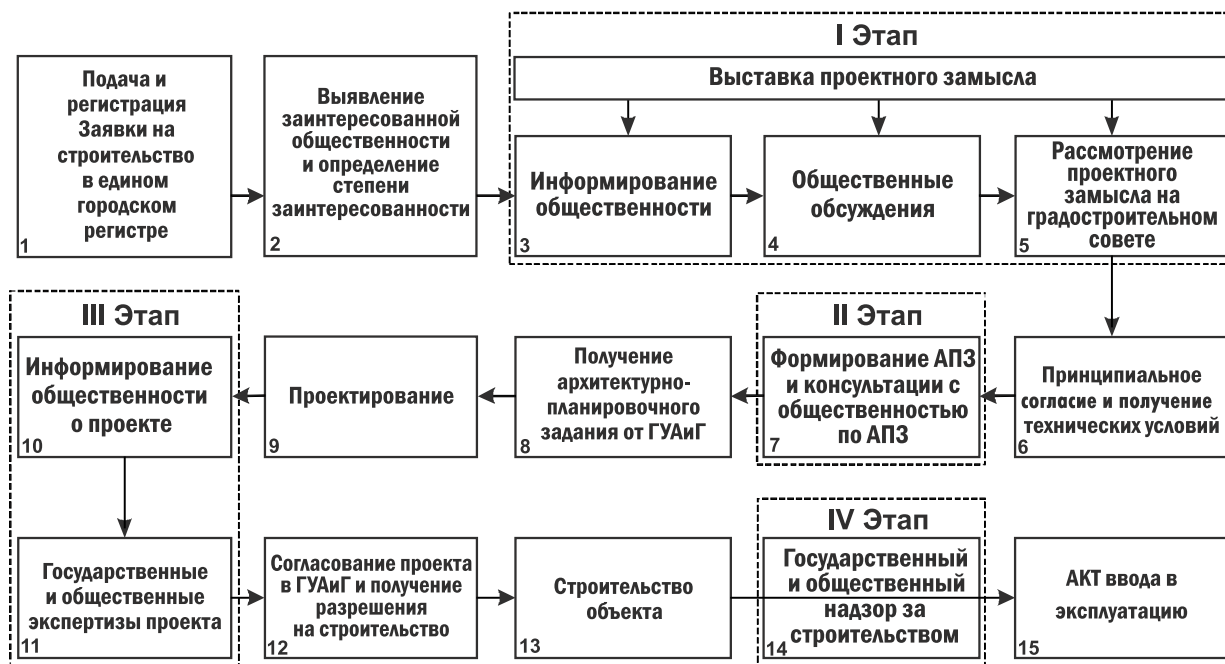 I Этап
Выставка проектного замысла
Подача и
регистрация
Заявки на
строительство
в едином
городском
регистре
1
Выявление
заинтересованной
общественности
и определение
степени
заинтересованности
2
Информирование
общественности
3
Общественные
обсуждения
4
Рассмотрение
проектного
замысла на
градостроительном
совете
5
Принципиальное
согласие и получение
технических условий
6
II Этап
Формирование АПЗ
и консультации с
общественностью
по АПЗ
7
Получение
архитектурно-
планировочного
задания от ГУАиГ
8
Проектирование
9
III Этап
Информирование
общественности
о проекте
10
Государственные
и общественные
экспертизы проекта
11
Согласование проекта
в ГУАиГ и получение
разрешения
на строительство
12
Строительство
объекта
13
IV Этап
Государственный
и общественный
надзор за
строительством
14
АКТ ввода в
эксплуатацию
15